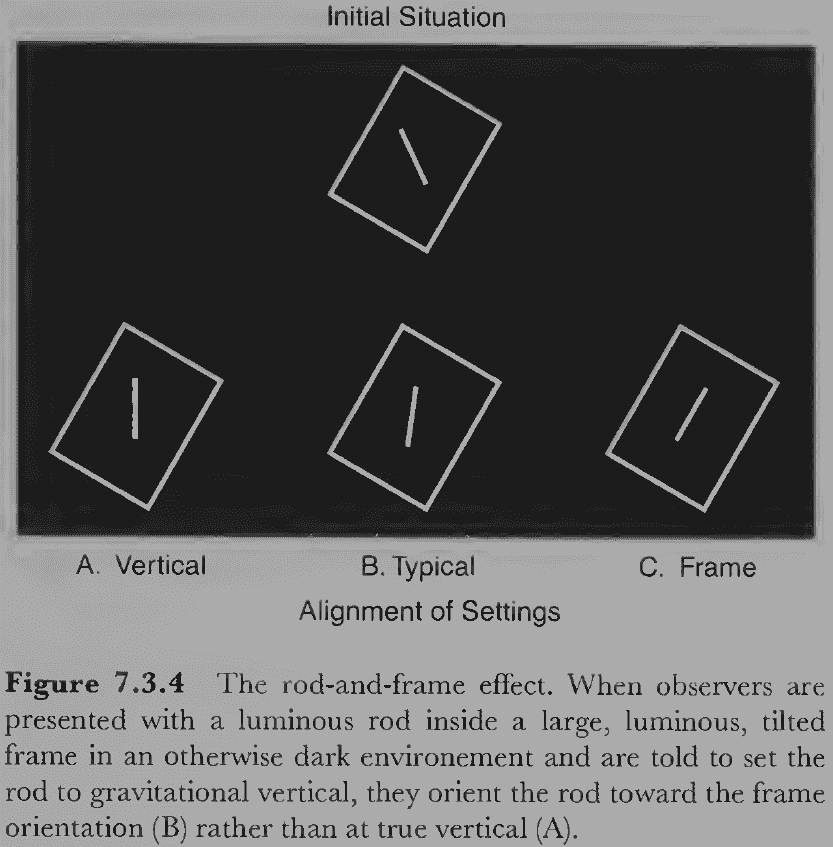 Initial Situation
A. Vertical
B. Typical
C. Frame
Alignment of Settings
Figure 7.3.4 The rod-and-frame effect. When observers are
presented with a luminous rod inside a large, luminous, tilted
frame in an otherwise dark environement and are told to set the
rod to gravitational vertical, they orient the rod toward the frame
orientation (B) rather than at true vertical (A).